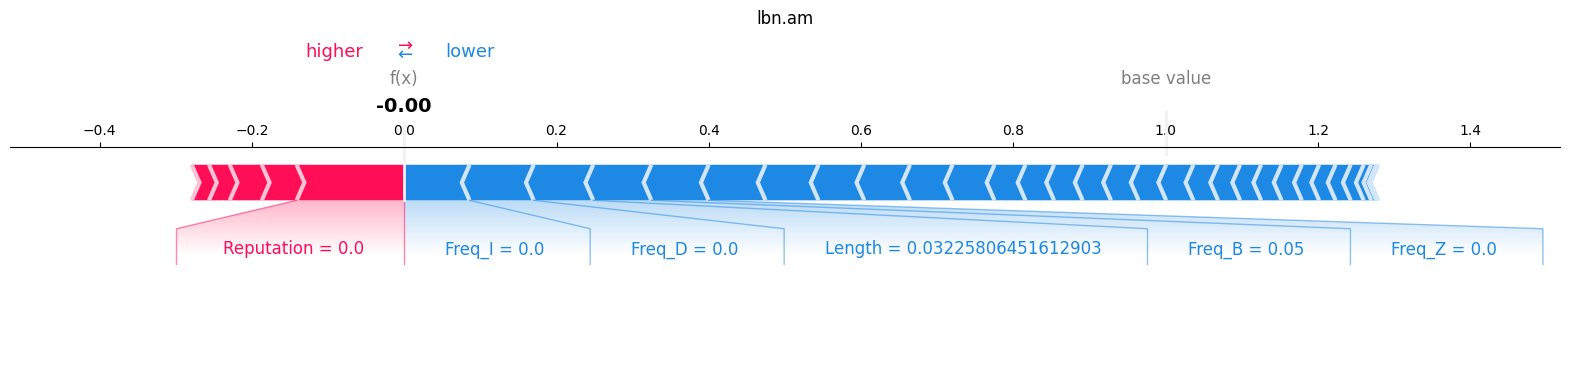 lbn.am
higher ⇄ lower
f(x) base value
-0.00
−0.4 −0.2 0.0 0.2 0.4 0.6 0.8 1.0 1.2 1.4
Reputation = 0.0 Freq_I = 0.0 Freq_D = 0.0 Length = 0.03225806451612903 Freq_B = 0.05 Freq_Z = 0.0